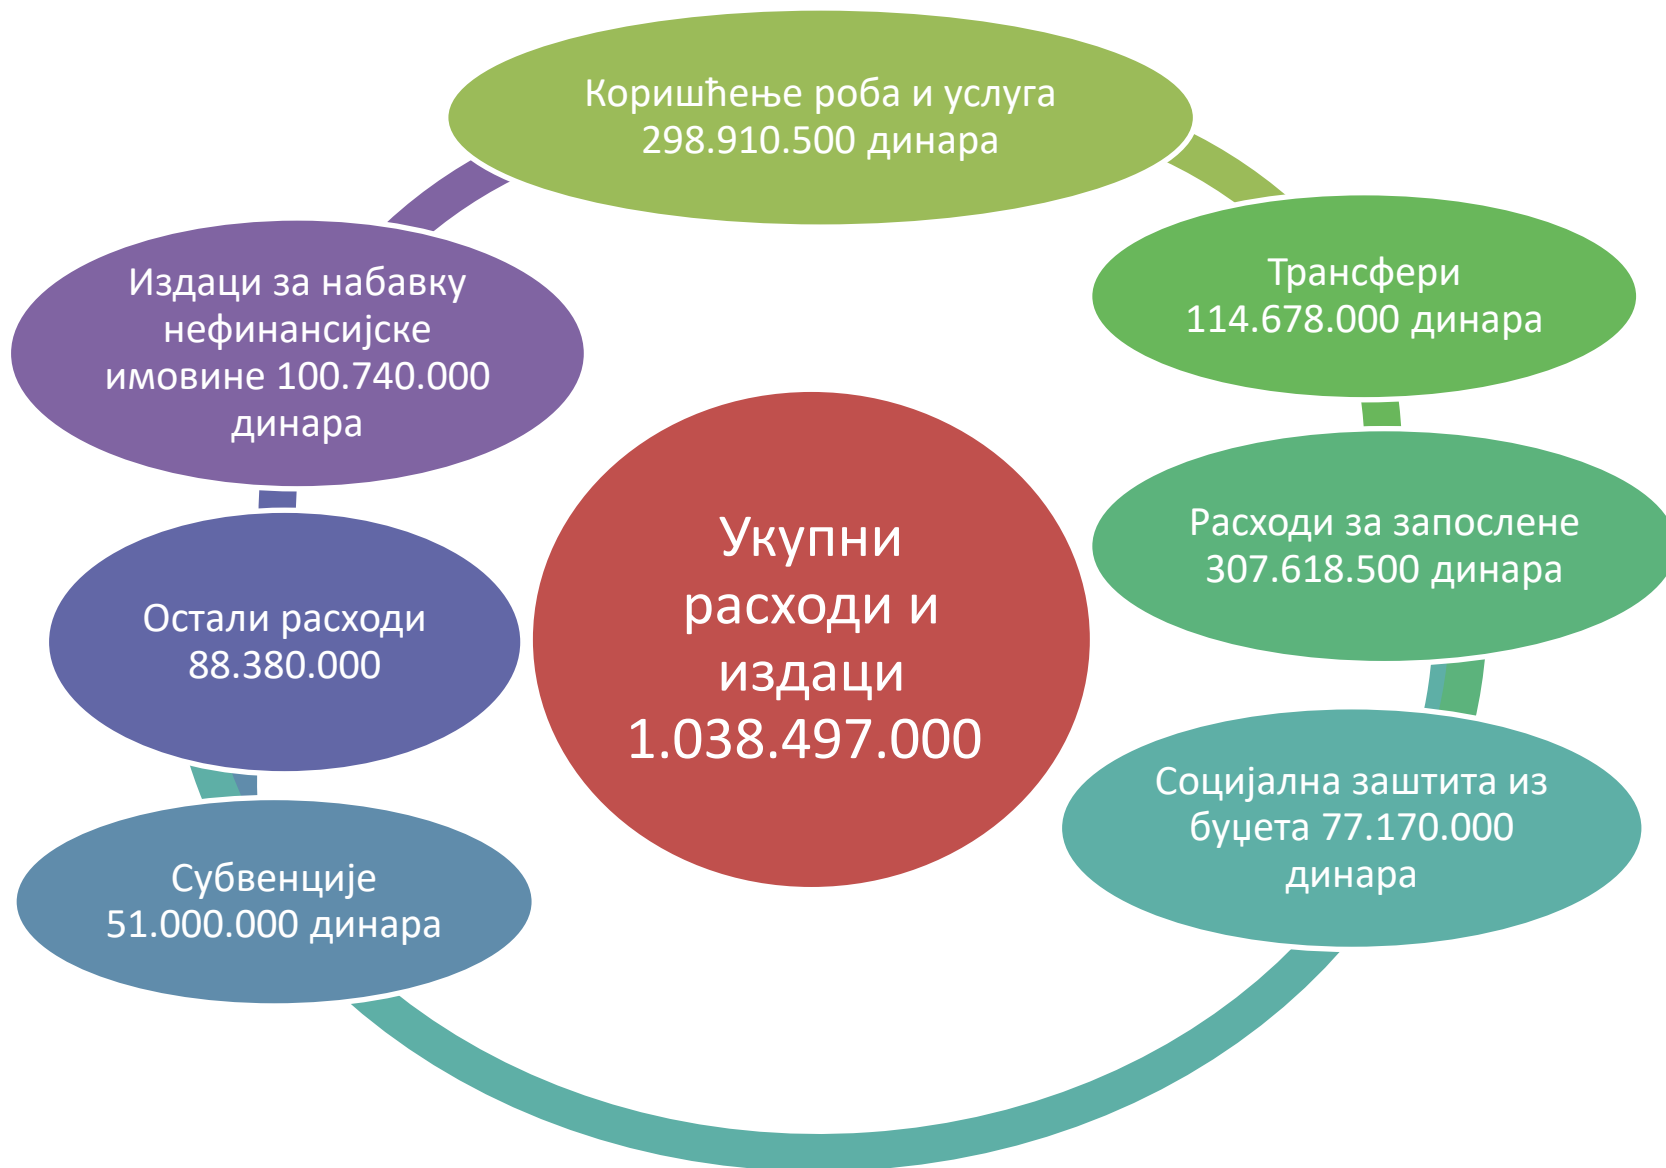 Коришћење роба и услуга
298.910.500 динара
Трансфери
114.678.000 динара
Расходи за запослене
307.618.500 динара
Социјална заштита из
буџета 77.170.000
динара
Субвенције
51.000.000 динара
Остали расходи
88.380.000
Издаци за набавку
нефинансијске
имовине 100.740.000
динара
Укупни
расходи и
издаци
1.038.497.000